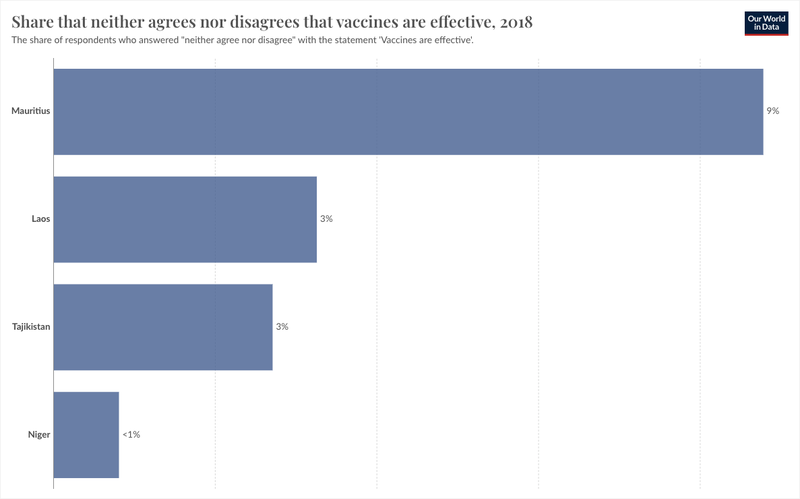 Share that neither agrees nor disagrees that vaccines are effective, 2018
Our World
in Data
The share of respondents who answered "neither agree nor disagree" with the statement 'Vaccines are effective'.
Mauritius
9%
Laos
3%
Tajikistan
3%
Niger
<1%